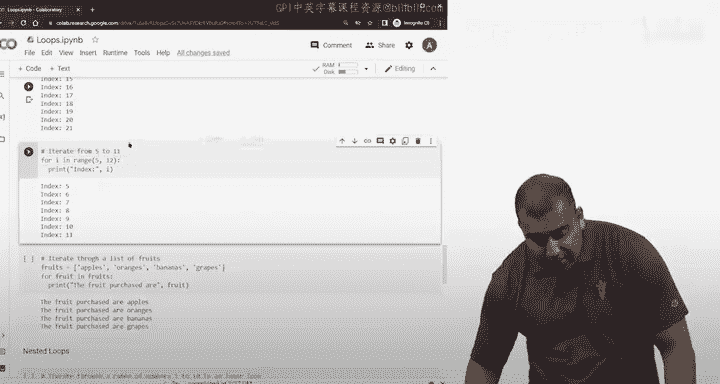 GPT中英字幕课程资源@bilibili.com
Loops.ipynb - Colaboratory
Incognito
Loops.ipynb
Comment
Share
A
File Edit View Insert Runtime Tools Help All changes saved
+ Code + Text
RAM
Disk
Editing
Index: 15
Index: 16
Index: 17
Index: 18
Index: 19
Index: 20
Index: 21
# Iterate from 5 to 11
for i in range(5, 12):
print("Index:", i)
Index: 5
Index: 6
Index: 7
Index: 8
Index: 9
Index: 10
Index: 11
[ ] # Iterate throgh a list of fruits
fruits = ['apples', 'oranges', 'bananas', 'grapes']
for fruit in fruits:
print("The fruit purchased are", fruit)
The fruit purchased are apples
The fruit purchased are oranges
The fruit purchased are bananas
The fruit purchased are grapes
Nested Loops